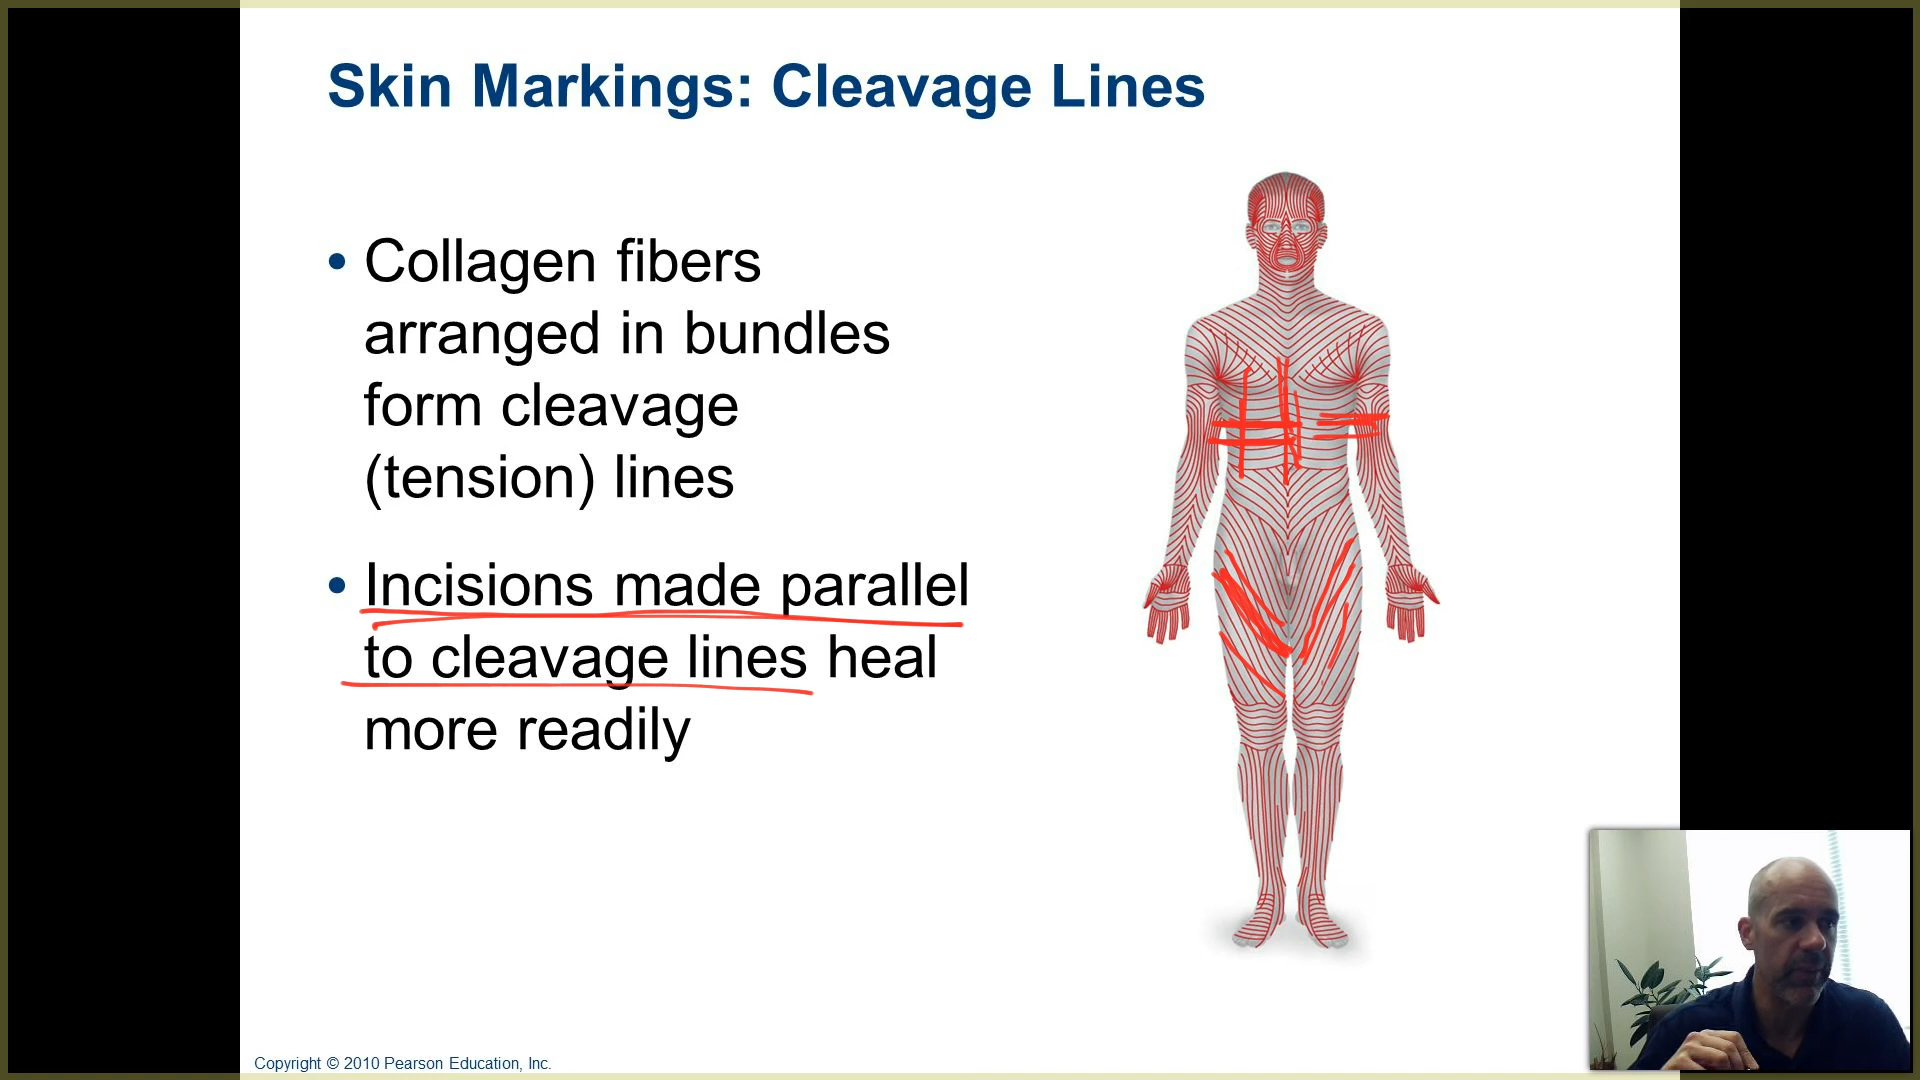 Skin Markings: Cleavage Lines
• Collagen fibers
arranged in bundles
form cleavage
(tension) lines
• Incisions made parallel
to cleavage lines heal
more readily
Copyright © 2010 Pearson Education, Inc.